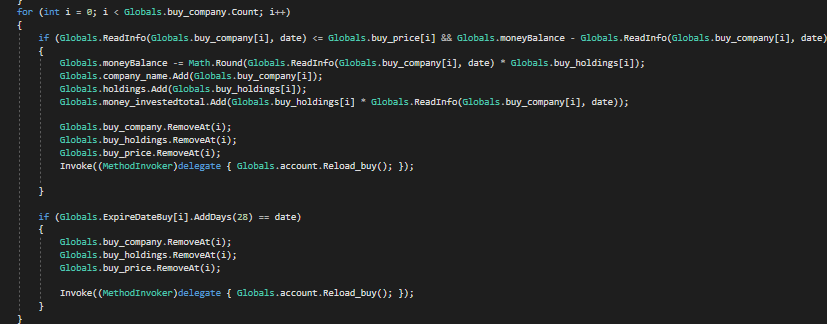 }
for (int i = 0; i < Globals.buy_company.Count; i++)
{
if (Globals.ReadInfo(Globals.buy_company[i], date) <= Globals.buy_price[i] && Globals.moneyBalance - Globals.ReadInfo(Globals.buy_company[i], date)
{
Globals.moneyBalance -= Math.Round(Globals.ReadInfo(Globals.buy_company[i], date) * Globals.buy_holdings[i]);
Globals.company_name.Add(Globals.buy_company[i]);
Globals.holdings.Add(Globals.buy_holdings[i]);
Globals.money_investedtotal.Add(Globals.buy_holdings[i] * Globals.ReadInfo(Globals.buy_company[i], date));
Globals.buy_company.RemoveAt(i);
Globals.buy_holdings.RemoveAt(i);
Globals.buy_price.RemoveAt(i);
Invoke((MethodInvoker)delegate { Globals.account.Reload_buy(); });
}
if (Globals.ExpireDateBuy[i].AddDays(28) == date)
{
Globals.buy_company.RemoveAt(i);
Globals.buy_holdings.RemoveAt(i);
Globals.buy_price.RemoveAt(i);
Invoke((MethodInvoker)delegate { Globals.account.Reload_buy(); });
}
}